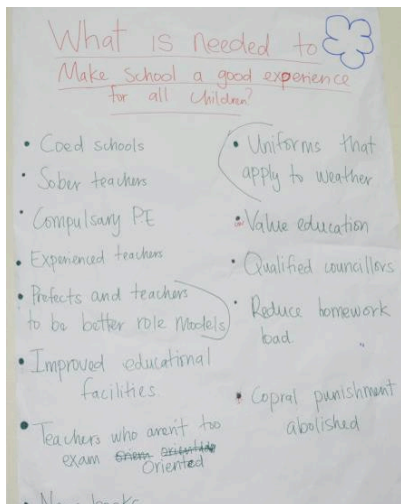 What is needed to
Make School a good experience
for all Children?
• Coed schools
• Sober teachers
• Compulsary PE
• Experienced teachers
• Prefects and teachers
to be better role Models
• Improved educational
facilities
• Teachers who aren't too
exam
Oriented
• Uniforms that
apply to weather
• Value education
• Qualified councillors
• Reduce homework
load
• Copral punishment
abolished